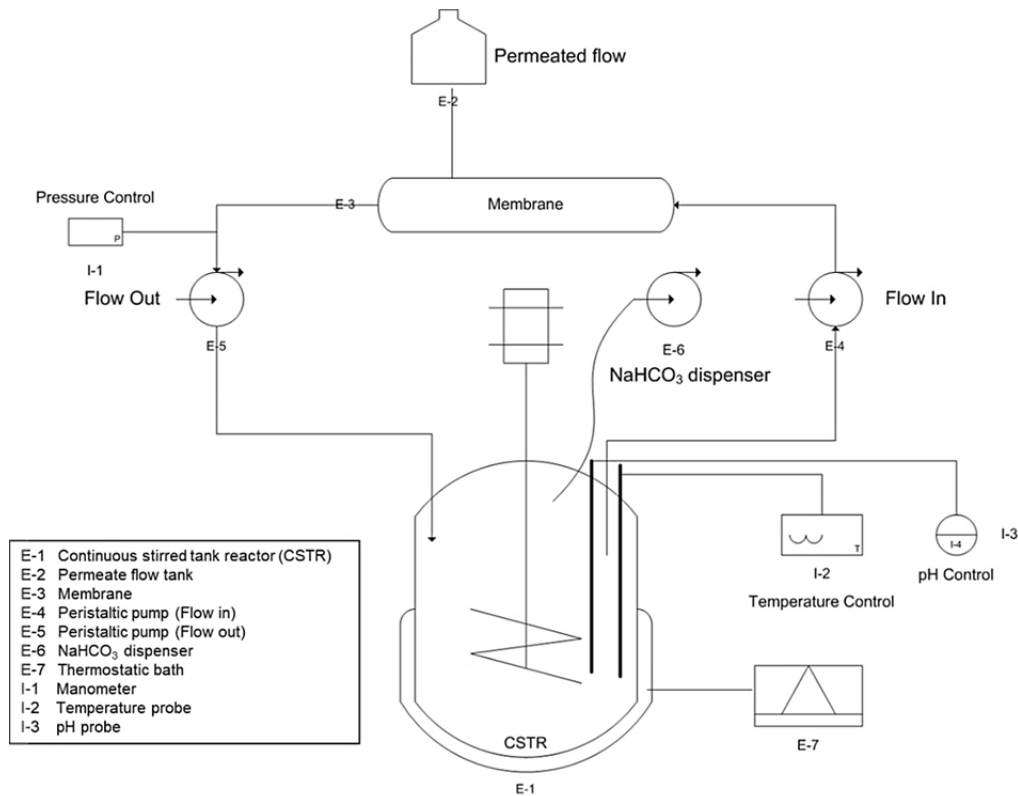 Permeated flow
E-2
Pressure Control
E-3
Membrane
P
I-1
Flow Out
Flow In
E-5
E-6
E-4
NaHCO₃ dispenser
E-1 Continuous stirred tank reactor (CSTR)
E-2 Permeate flow tank
E-3 Membrane
E-4 Peristaltic pump (Flow in)
E-5 Peristaltic pump (Flow out)
E-6 NaHCO₃ dispenser
E-7 Thermostatic bath
I-1 Manometer
I-2 Temperature probe
I-3 pH probe
T
I-4
I-3
I-2
pH Control
Temperature Control
CSTR
E-7
E-1